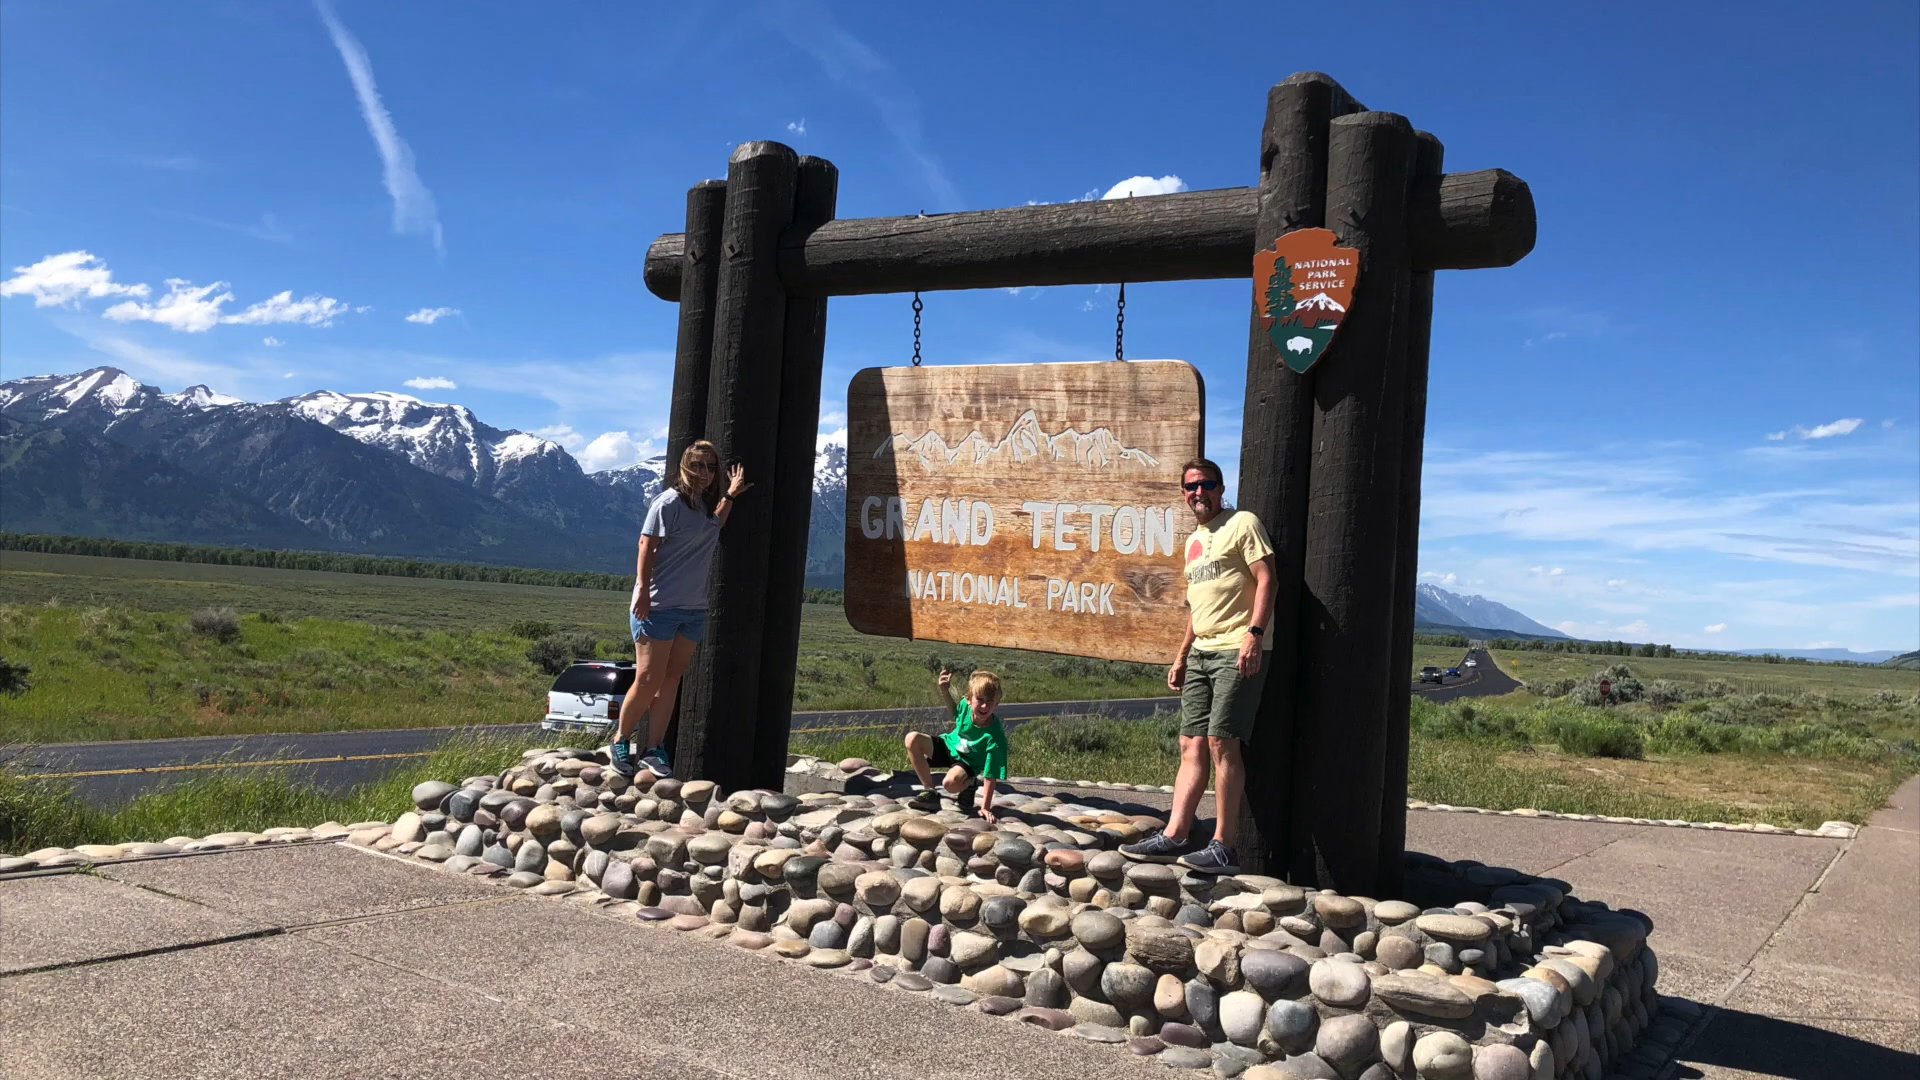 NATIONAL
PARK
SERVICE
GRAND TETON
NATIONAL PARK